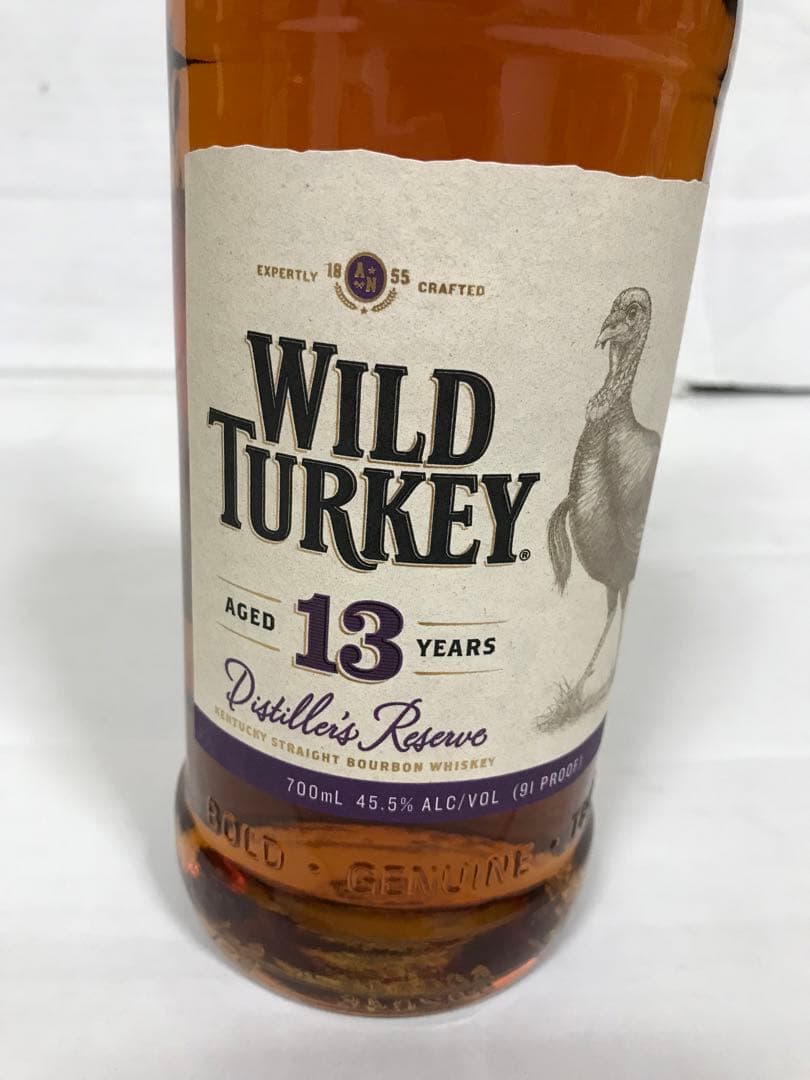 EXPERTLY 18 AN 55 CRAFTED
WILD
TURKEY®
AGED 13 YEARS
Distiller's Reserve
KENTUCKY STRAIGHT BOURBON WHISKEY
700mL 45.5% ALC/VOL (91 PROOF)
BOLD · GENUINE ·